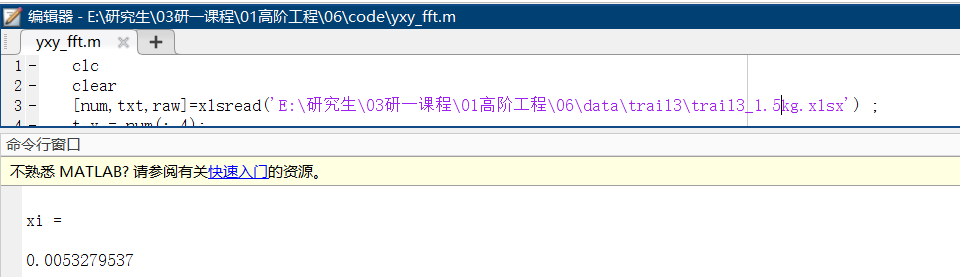 编辑器 - E:\研究生\03研一课程\01高阶工程\06\code\yxy_fft.m
yxy_fft.m
1 clc
2 clear
3 [num,txt,raw]=xlsread('E:\研究生\03研一课程\01高阶工程\06\data\trail3\trail3_1.5kg.xlsx') ;
4 t_x = num(:,4);
命令行窗口
不熟悉 MATLAB? 请参阅有关快速入门的资源。
xi =
0.0053279537